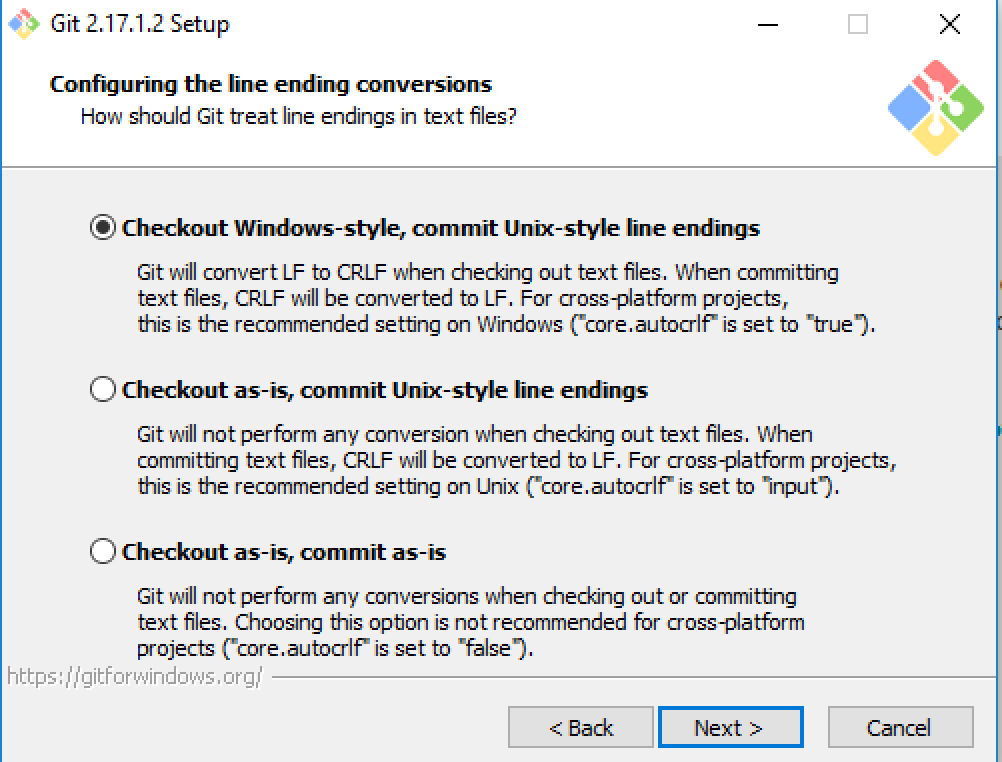 Git 2.17.1.2 Setup
Configuring the line ending conversions
How should Git treat line endings in text files?
Checkout Windows-style, commit Unix-style line endings
Git will convert LF to CRLF when checking out text files. When committing
text files, CRLF will be converted to LF. For cross-platform projects,
this is the recommended setting on Windows ("core.autocrlf" is set to "true").
Checkout as-is, commit Unix-style line endings
Git will not perform any conversion when checking out text files. When
committing text files, CRLF will be converted to LF. For cross-platform projects,
this is the recommended setting on Unix ("core.autocrlf" is set to "input").
Checkout as-is, commit as-is
Git will not perform any conversions when checking out or committing
text files. Choosing this option is not recommended for cross-platform
projects ("core.autocrlf" is set to "false").
https://gitforwindows.org/
< Back Next > Cancel